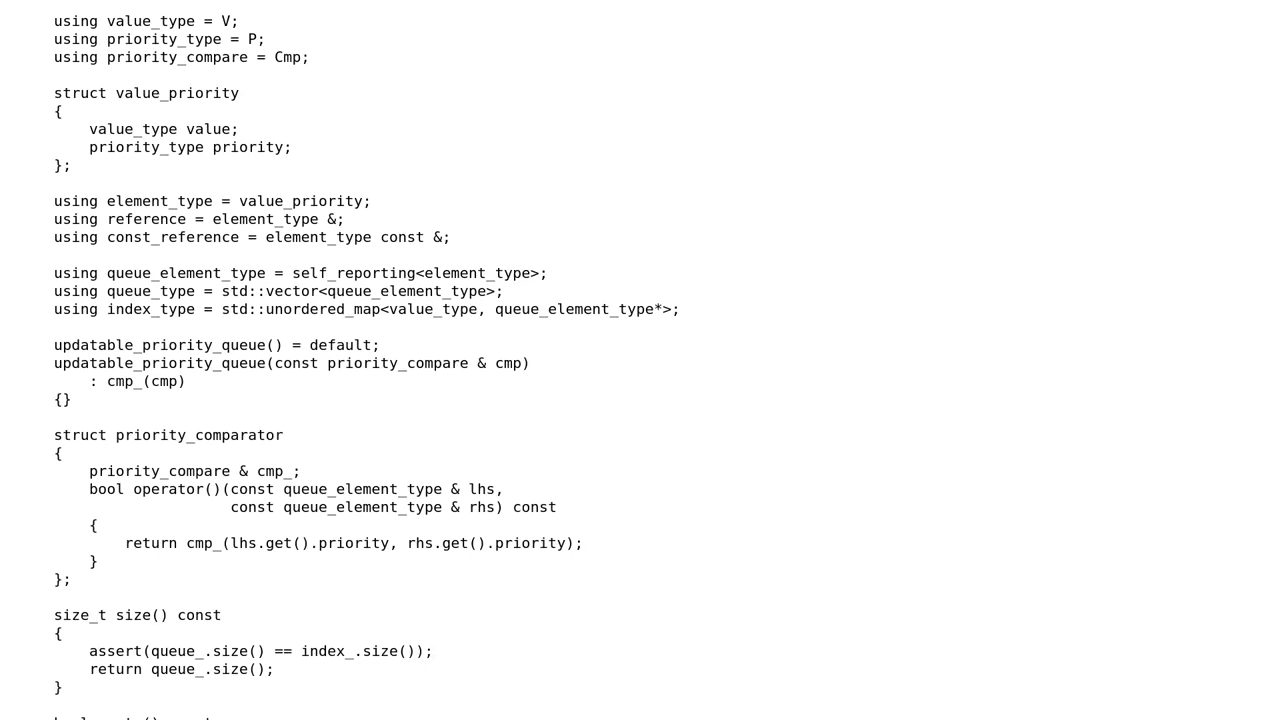 using value_type = V;
using priority_type = P;
using priority_compare = Cmp;
struct value_priority
{
value_type value;
priority_type priority;
};
using element_type = value_priority;
using reference = element_type &;
using const_reference = element_type const &;
using queue_element_type = self_reporting<element_type>;
using queue_type = std::vector<queue_element_type>;
using index_type = std::unordered_map<value_type, queue_element_type*>;
updatable_priority_queue() = default;
updatable_priority_queue(const priority_compare & cmp)
: cmp_(cmp)
{}
struct priority_comparator
{
priority_compare & cmp_;
bool operator()(const queue_element_type & lhs,
const queue_element_type & rhs) const
{
return cmp_(lhs.get().priority, rhs.get().priority);
}
};
size_t size() const
{
assert(queue_.size() == index_.size());
return queue_.size();
}